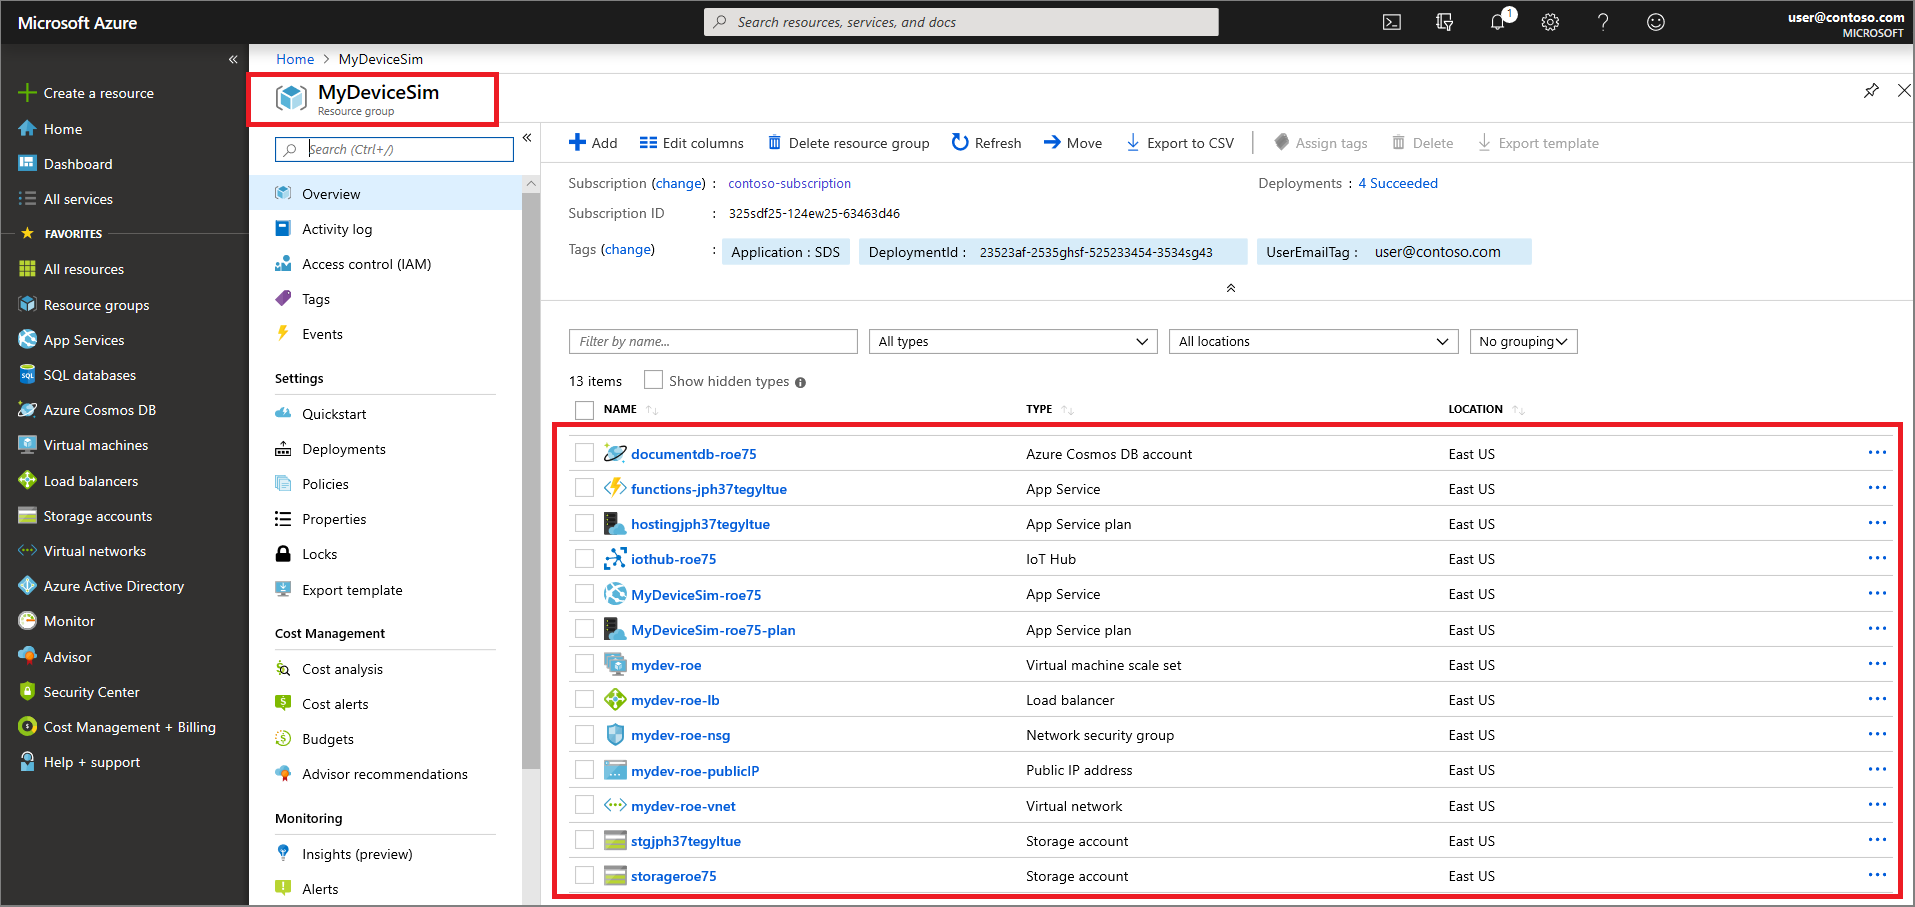 Microsoft Azure
Search resources, services, and docs
1
user@contoso.com
MICROSOFT
Create a resource
Home
Dashboard
All services
FAVORITES
All resources
Resource groups
App Services
SQL databases
Azure Cosmos DB
Virtual machines
Load balancers
Storage accounts
Virtual networks
Azure Active Directory
Monitor
Advisor
Security Center
Cost Management + Billing
Help + support
Home > MyDeviceSim
MyDeviceSim
Resource group
Search (Ctrl+/)
Overview
Activity log
Access control (IAM)
Tags
Events
Settings
Quickstart
Deployments
Policies
Properties
Locks
Export template
Cost Management
Cost analysis
Cost alerts
Budgets
Advisor recommendations
Monitoring
Insights (preview)
Alerts
Add Edit columns Delete resource group Refresh Move Export to CSV Assign tags Delete Export template
Subscription (change) : contoso-subscription Deployments : 4 Succeeded
Subscription ID : 325sdf25-124ew25-63463d46
Tags (change) : Application : SDS DeploymentId : 23523af-2535ghsf-525233454-3534sg43 UserEmailTag : user@contoso.com
Filter by name... All types All locations No grouping
13 items Show hidden types
NAME TYPE LOCATION
documentdb-roe75 Azure Cosmos DB account East US
functions-jph37tegyltue App Service East US
hostingjph37tegyltue App Service plan East US
iothub-roe75 IoT Hub East US
MyDeviceSim-roe75 App Service East US
MyDeviceSim-roe75-plan App Service plan East US
mydev-roe Virtual machine scale set East US
mydev-roe-lb Load balancer East US
mydev-roe-nsg Network security group East US
mydev-roe-publicIP Public IP address East US
mydev-roe-vnet Virtual network East US
stgjph37tegyltue Storage account East US
storageroe75 Storage account East US